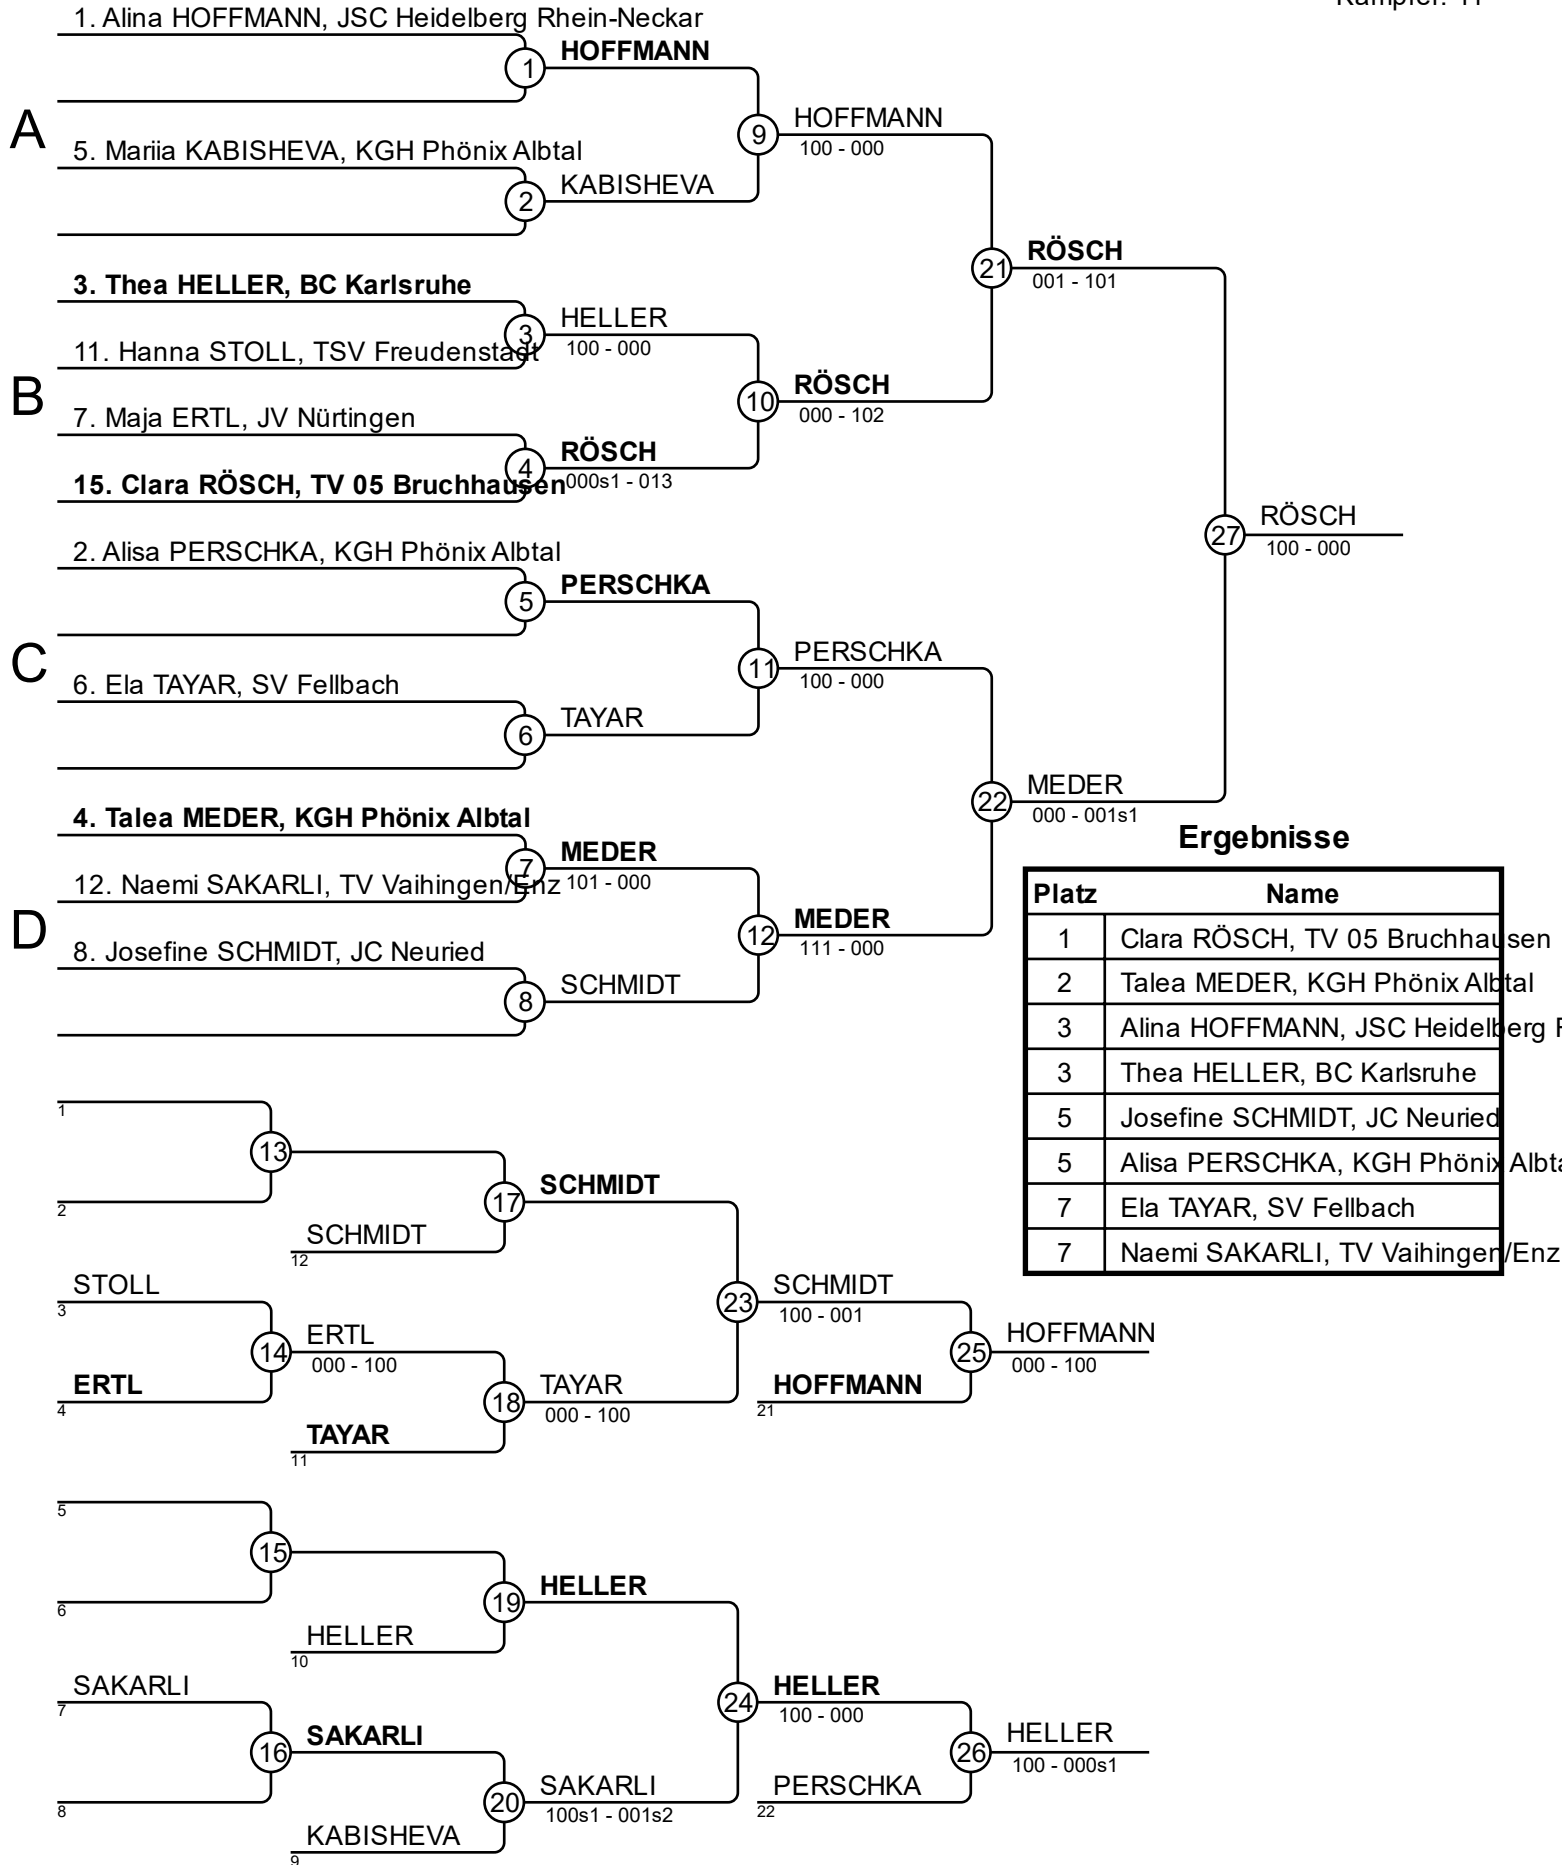 1. Alina HOFFMANN, JSC Heidelberg Rhein-Neckar
HOFFMANN
1
A
HOFFMANN
9
100 - 000
5. Mariia KABISHEVA, KGH Phönix Albtal
KABISHEVA
2
RÖSCH
21
001 - 101
3. Thea HELLER, BC Karlsruhe
HELLER
3
100 - 000
11. Hanna STOLL, TSV Freudenstadt
B
RÖSCH
10
000 - 102
7. Maja ERTL, JV Nürtingen
RÖSCH
4
000s1 - 013
15. Clara RÖSCH, TV 05 Bruchhausen
RÖSCH
27
100 - 000
2. Alisa PERSCHKA, KGH Phönix Albtal
PERSCHKA
5
C
PERSCHKA
11
100 - 000
6. Ela TAYAR, SV Fellbach
TAYAR
6
MEDER
22
000 - 001s1
4. Talea MEDER, KGH Phönix Albtal
MEDER
7
101 - 000
12. Naemi SAKARLI, TV Vaihingen/Enz
D
MEDER
12
111 - 000
8. Josefine SCHMIDT, JC Neuried
SCHMIDT
8
Ergebnisse
Platz Name
1 Clara RÖSCH, TV 05 Bruchhausen
2 Talea MEDER, KGH Phönix Albtal
3 Alina HOFFMANN, JSC Heidelberg
3 Thea HELLER, BC Karlsruhe
5 Josefine SCHMIDT, JC Neuried
5 Alisa PERSCHKA, KGH Phönix
7 Ela TAYAR, SV Fellbach
7 Naemi SAKARLI, TV Vaihingen/Enz
1
13
2
SCHMIDT
17
SCHMIDT
12
STOLL
3
ERTL
14
000 - 100
ERTL
4
TAYAR
18
000 - 100
TAYAR
11
SCHMIDT
23
100 - 001
HOFFMANN
25
000 - 100
HOFFMANN
21
5
15
6
HELLER
19
HELLER
10
SAKARLI
7
SAKARLI
16
8
SAKARLI
20
100s1 - 001s2
KABISHEVA
9
HELLER
24
100 - 000
HELLER
26
100 - 000s1
PERSCHKA
22